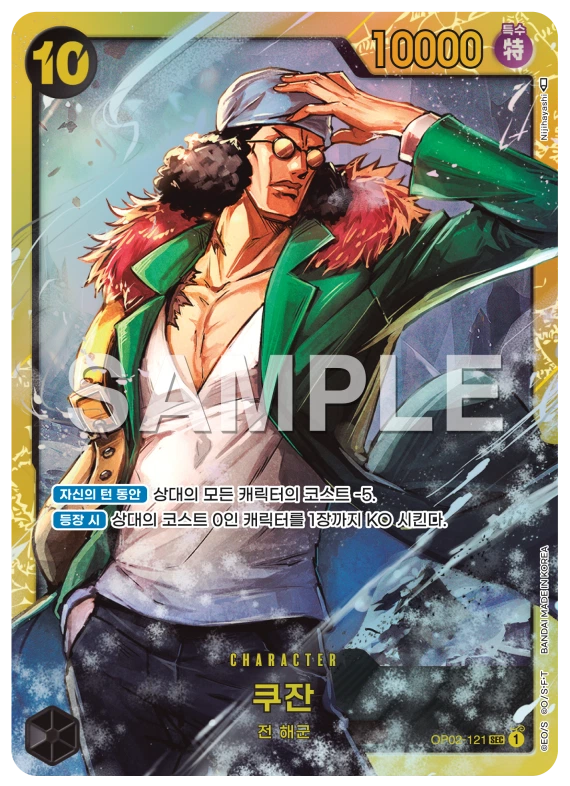 10
10000
특수
特
Nijihayashi
SAMPLE
자신의 턴 동안 상대의 모든 캐릭터의 코스트 -5.
등장 시 상대의 코스트 0인 캐릭터를 1장까지 KO 시킨다.
CHARACTER
쿠잔
전 해군
OP02-121 SEC 1
©EO/S ©O/S·F·T BANDAI MADE IN KOREA